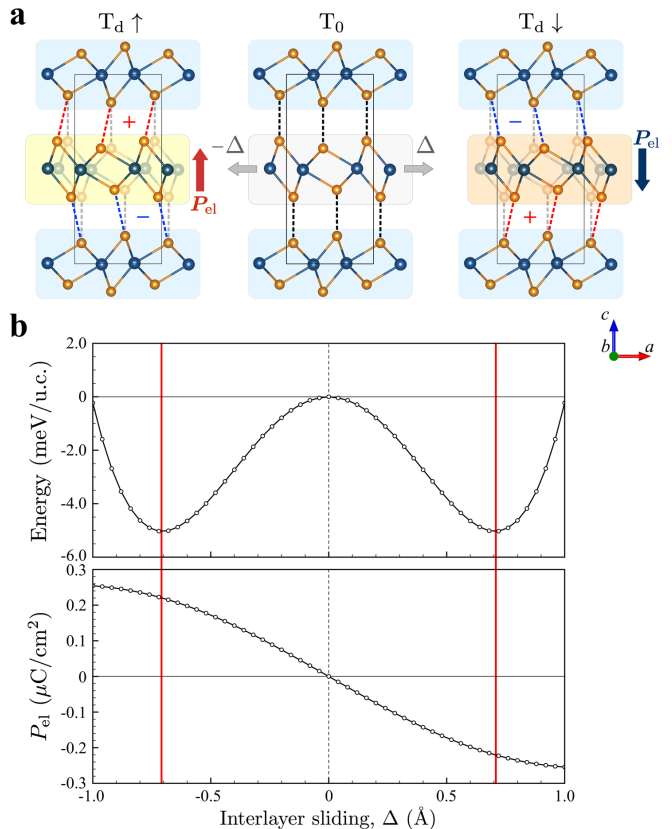 a
T_d ↑
T_0
T_d ↓
+
−
P_el
−Δ
Δ
−
+
P_el
b
c
b
a
2.0
0.0
-2.0
-4.0
-6.0
Energy (meV/u.c.)
0.3
0.2
0.1
0
-0.1
-0.2
-0.3
P_el (μC/cm²)
-1.0 -0.5 0 0.5 1.0
Interlayer sliding, Δ (Å)